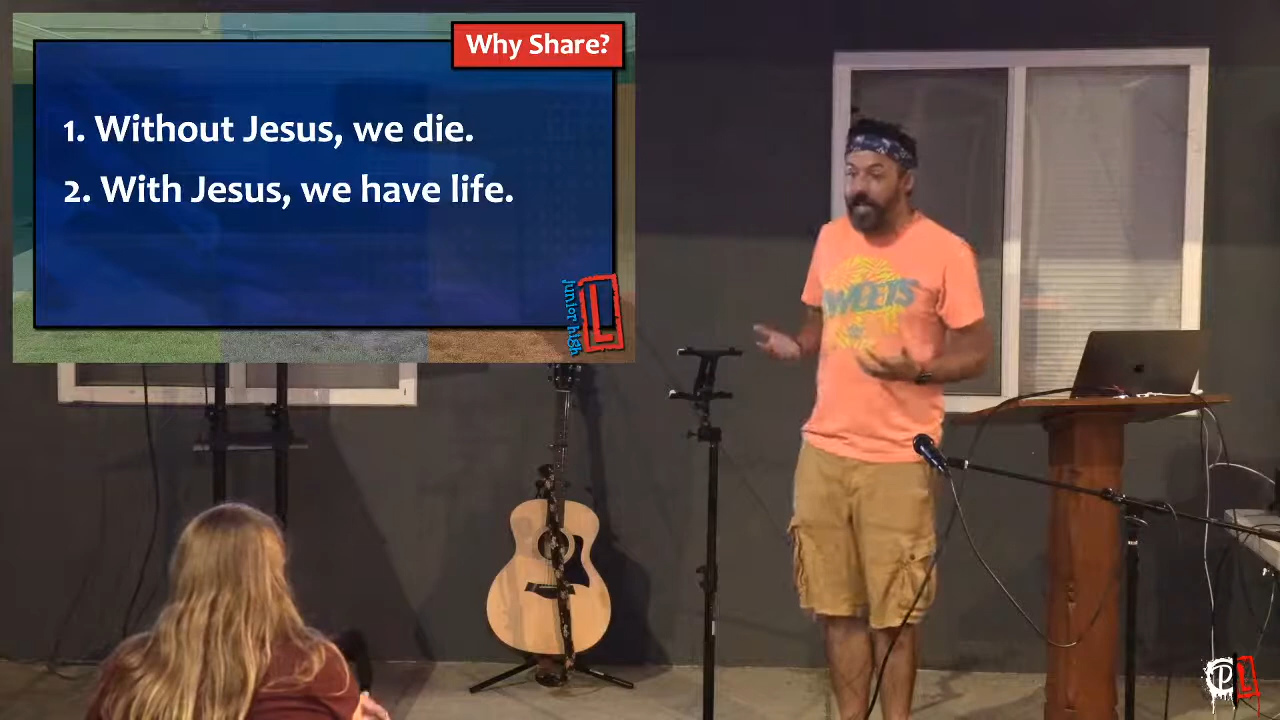 Why Share?
1. Without Jesus, we die.
2. With Jesus, we have life.
junior high
L
P L